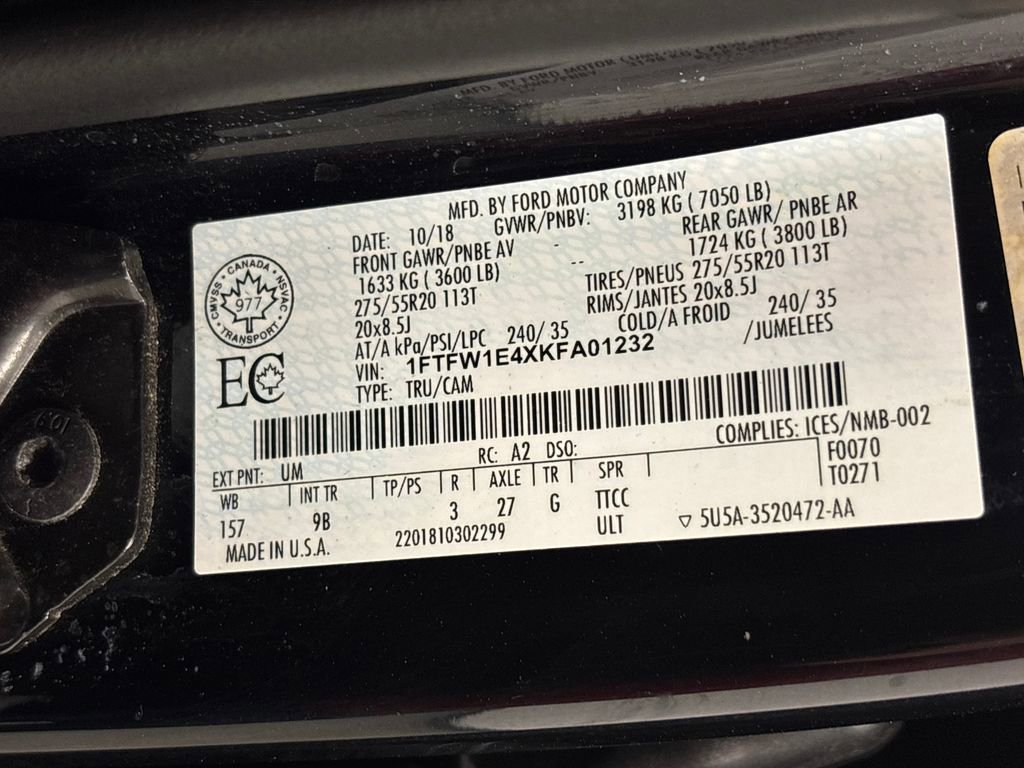 MFD. BY FORD MOTOR COMPANY
DATE: 10/18 GVWR/PNBV: 3198 KG ( 7050 LB)
FRONT GAWR/PNBE AV - REAR GAWR/ PNBE AR
1633 KG ( 3600 LB) -- 1724 KG ( 3800 LB)
275/55R20 113T TIRES/PNEUS 275/55R20 113T
20x8.5J RIMS/JANTES 20x8.5J
AT/A kPa/PSI/LPC 240/ 35 COLD/A FROID 240/ 35
VIN: 1FTFW1E4XKFA01232 /JUMELEES
TYPE: TRU/CAM
CANADA
CMVSS NSVAC
977
TRANSPORT
EC
COMPLIES: ICES/NMB-002
EXT PNT: UM RC: A2 DSO: F0070
WB INT TR TP/PS R AXLE TR SPR T0271
157 9B 3 27 G TTCC
ULT ▽ 5U5A-3520472-AA
MADE IN U.S.A. 2201810302299